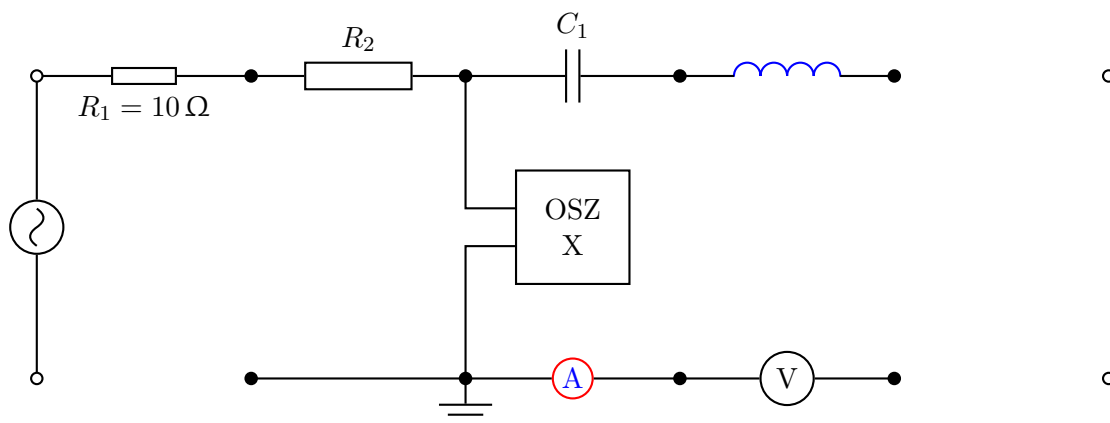 C₁
R₂
R₁ = 10 Ω
OSZ
X
A
V